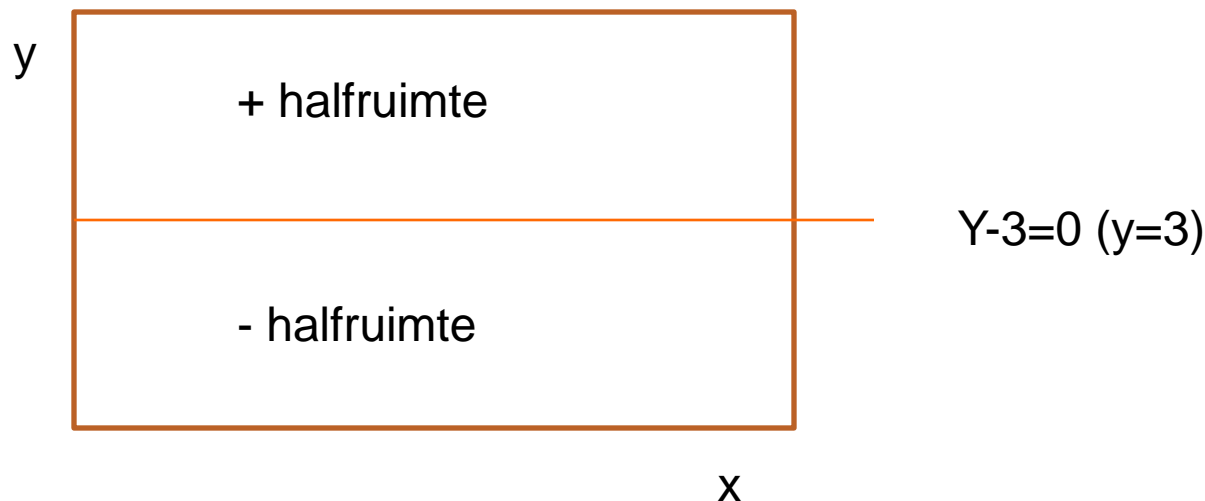 y
+ halfruimte
Y-3=0 (y=3)
- halfruimte
x